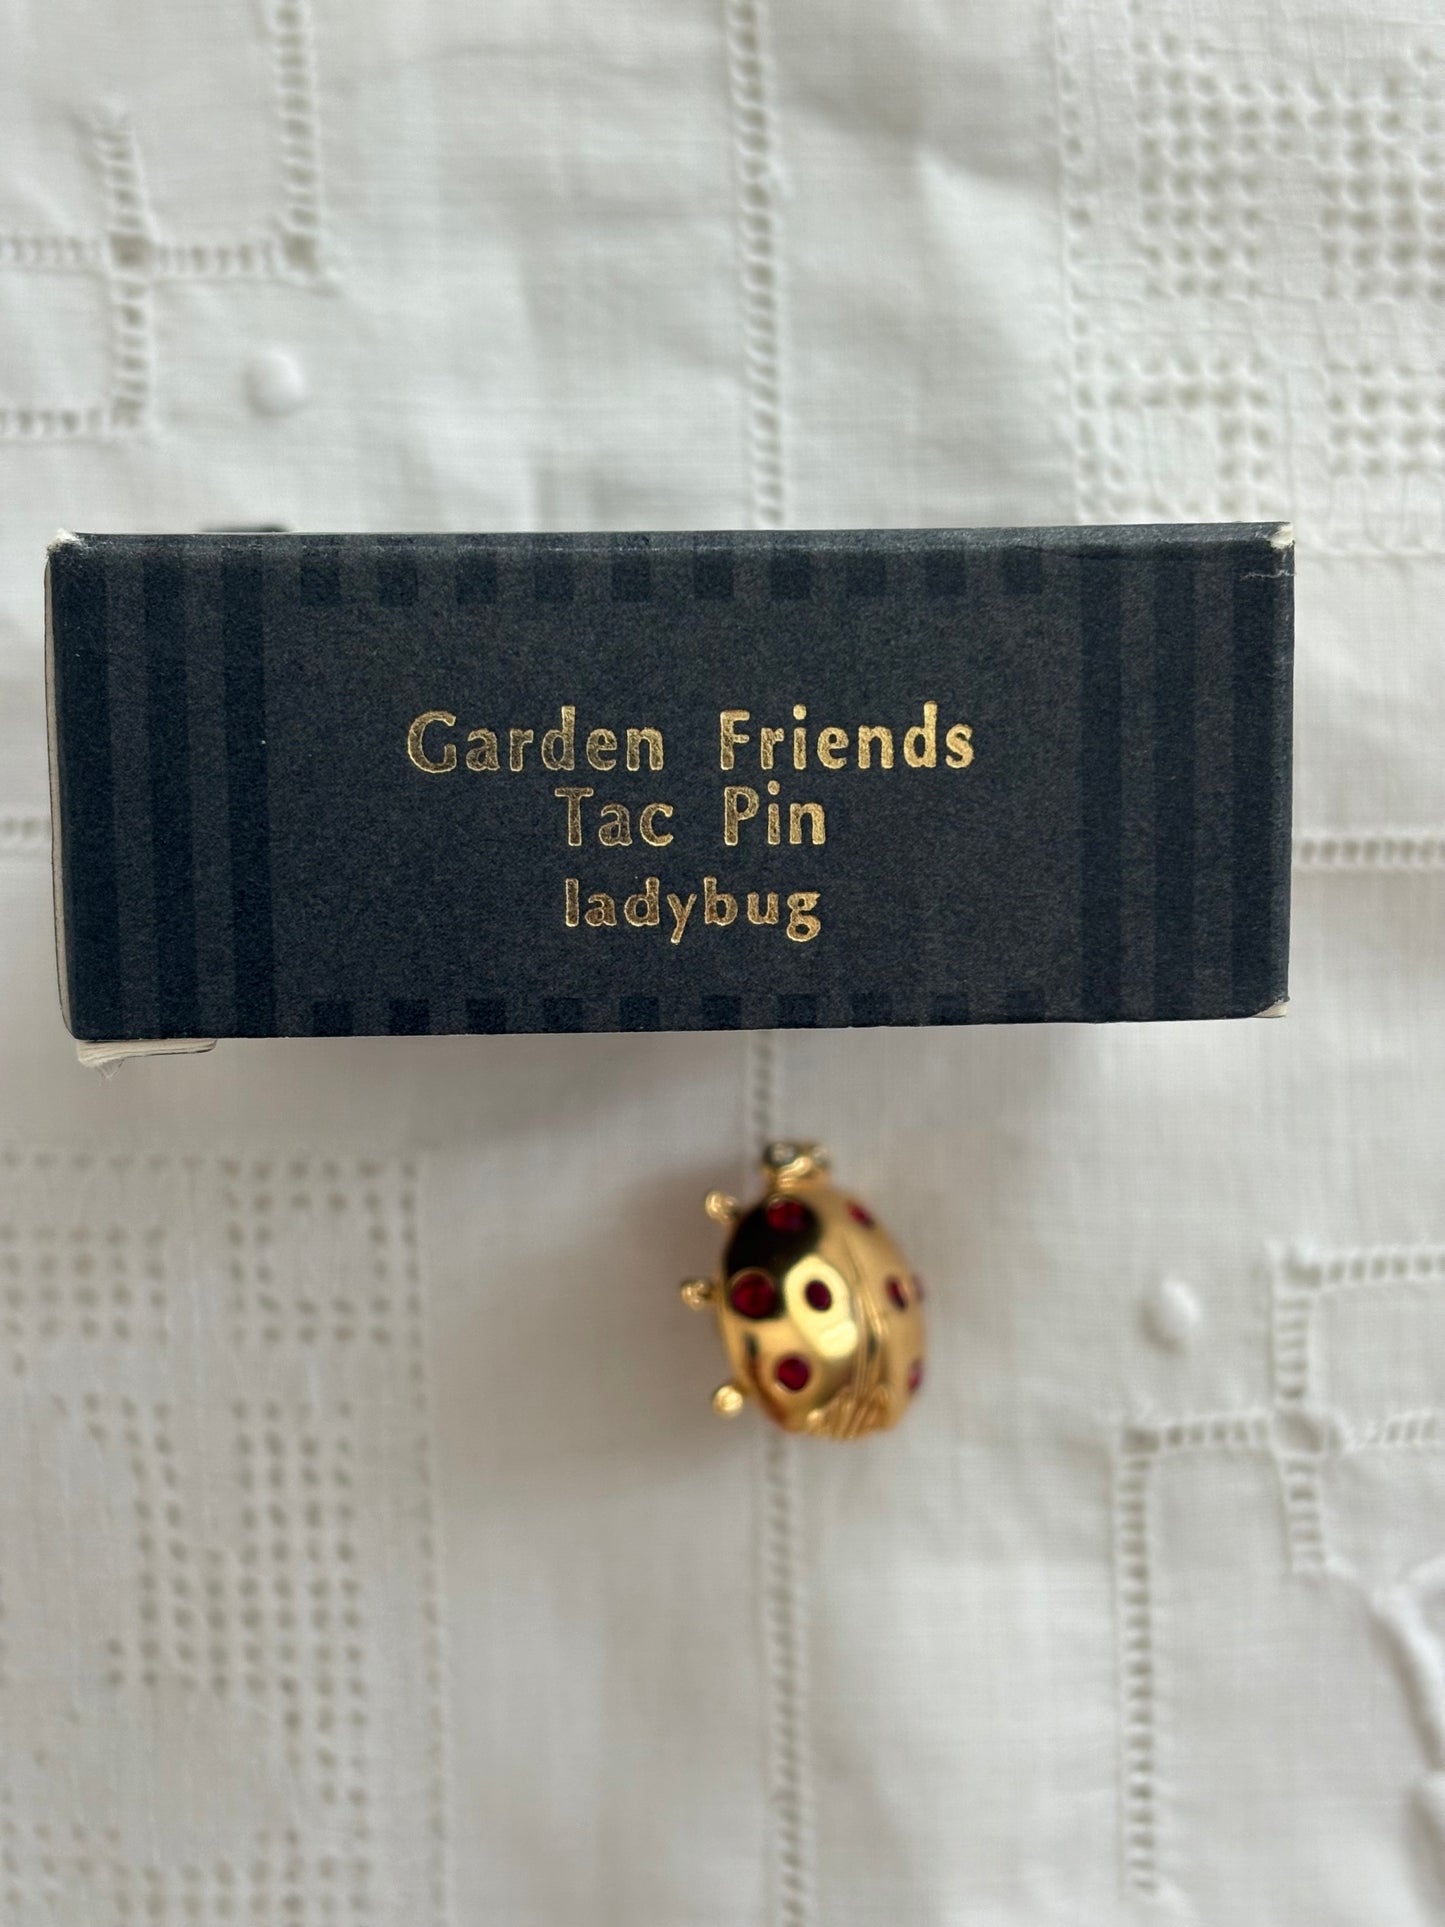 Garden Friends
Tac Pin
ladybug